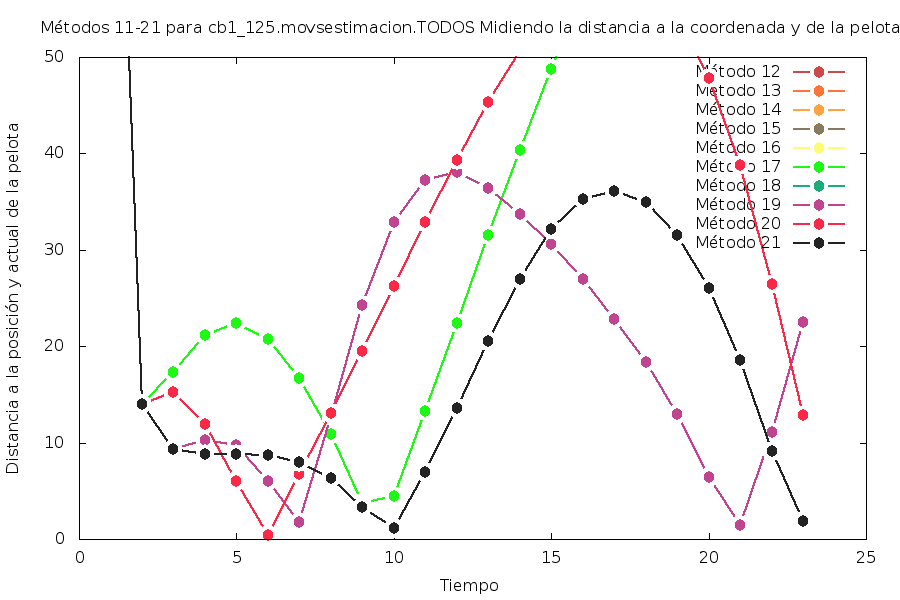 Métodos 11-21 para cb1_125.movsestimacion.TODOS Midiendo la distancia a la coordenada y de la pelota
Distancia a la posición y actual de la pelota
50
40
30
20
10
0
Método 12
Método 13
Método 14
Método 15
Método 16
Método 17
Método 18
Método 19
Método 20
Método 21
0 5 10 15 20 25
Tiempo